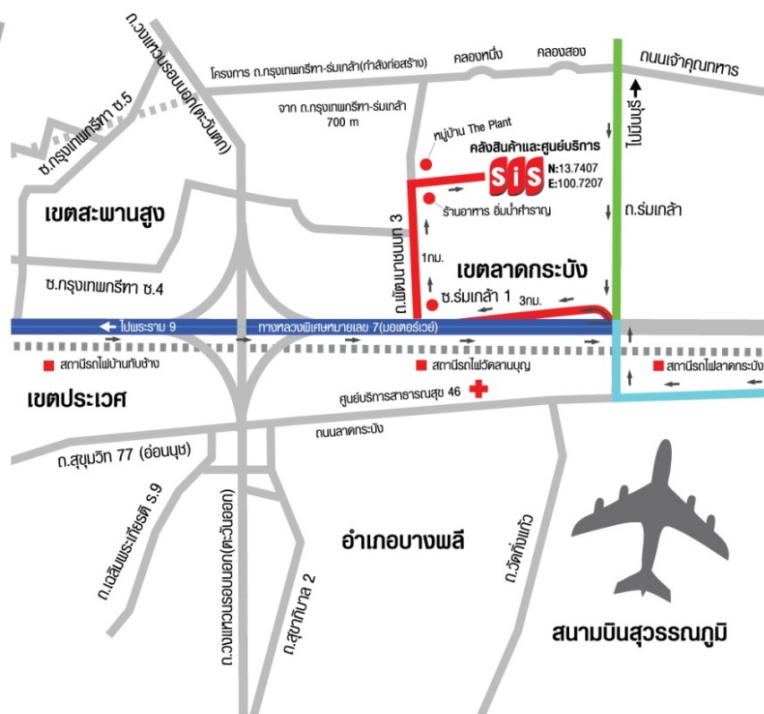 ถ.วงแหวนรอบนอก(ตะวันตก)
โครงการ ถ.กรุงเทพกรีฑา-ร่มเกล้า(กำลังก่อสร้าง)
คลองหนึ่ง
คลองสอง
ถนนเจ้าคุณทหาร
ซ.กรุงเทพกรีฑา ซ.5
จาก ถ.กรุงเทพกรีฑา-ร่มเกล้า
700 m
ไปมีนบุรี
หมู่บ้าน The Plant
คลังสินค้าและศูนย์บริการ
SiS
N:13.7407
E:100.7207
เขตสะพานสูง
ร้านอาหาร อิ่มน้ำสำราญ
ถ.ร่มเกล้า
ถ.พัฒนาชนบท 3
1กม.
เขตลาดกระบัง
ซ.กรุงเทพกรีฑา ซ.4
ซ.ร่มเกล้า 1
3กม.
ไปพระราม 9
ทางหลวงพิเศษหมายเลข 7(มอเตอร์เวย์)
สถานีรถไฟบ้านทับช้าง
สถานีรถไฟวัดลานบุญ
สถานีรถไฟลาดกระบัง
เขตประเวศ
ศูนย์บริการสาธารณสุข 46
ถนนลาดกระบัง
ถ.สุขุมวิท 77 (อ่อนนุช)
ถ.เฉลิมพระเกียรติ ร.9
ถ.วงแหวนรอบนอก(ตะวันออก)
ถ.สุขาภิบาล 2
อำเภอบางพลี
ถ.วัดกิ่งแก้ว
สนามบินสุวรรณภูมิ